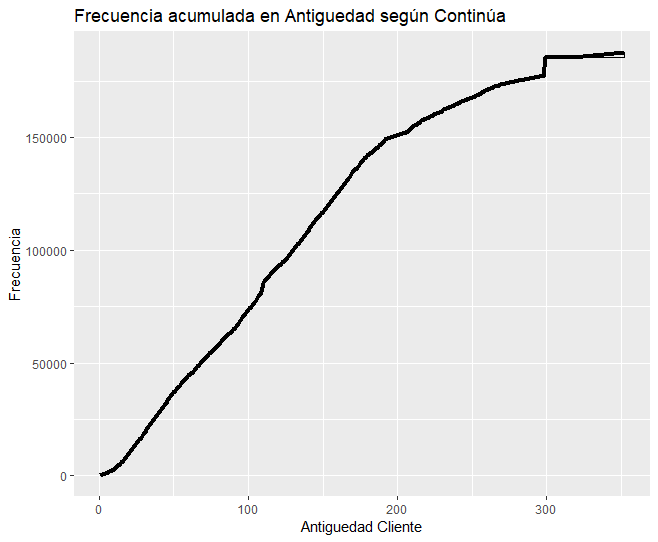 Frecuencia acumulada en Antiguedad según Continúa
150000
100000
50000
0
Frecuencia
0 100 200 300
Antiguedad Cliente